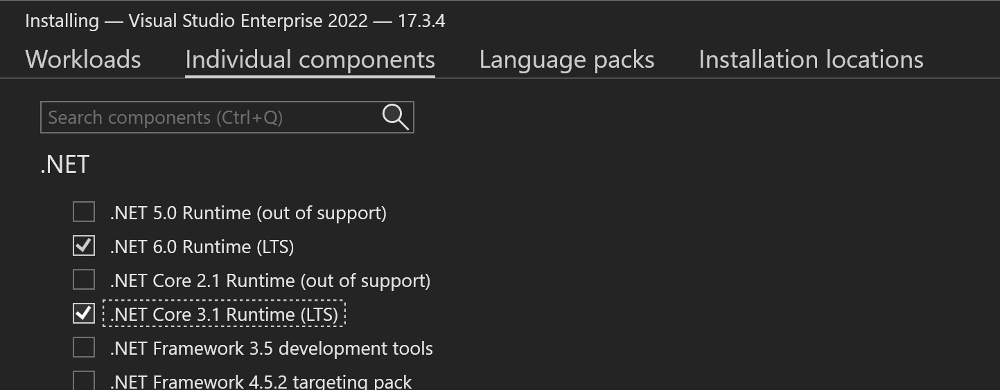 Installing — Visual Studio Enterprise 2022 — 17.3.4
Workloads Individual components Language packs Installation locations
Search components (Ctrl+Q)
.NET
.NET 5.0 Runtime (out of support)
.NET 6.0 Runtime (LTS)
.NET Core 2.1 Runtime (out of support)
.NET Core 3.1 Runtime (LTS)
.NET Framework 3.5 development tools
.NET Framework 4.5.2 targeting pack